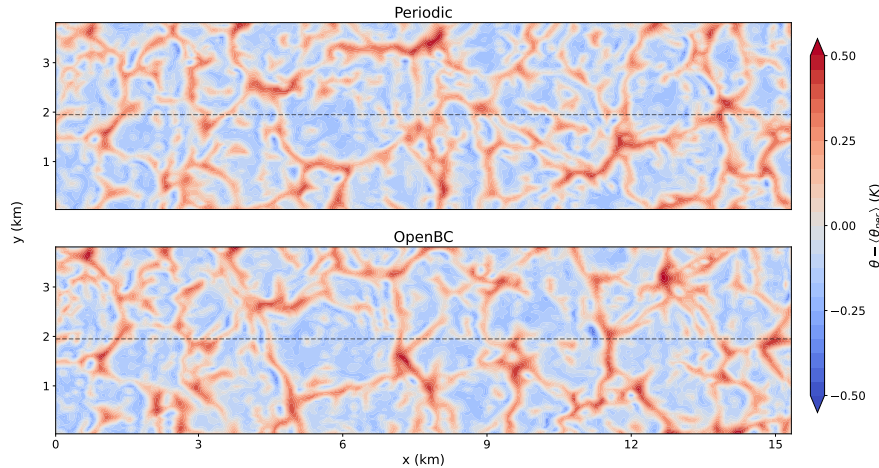 Periodic
3
2
1
OpenBC
3
2
1
0 3 6 9 12 15
x (km)
y (km)
0.50
0.25
0.00
−0.25
−0.50
θ − ⟨θper⟩ (K)